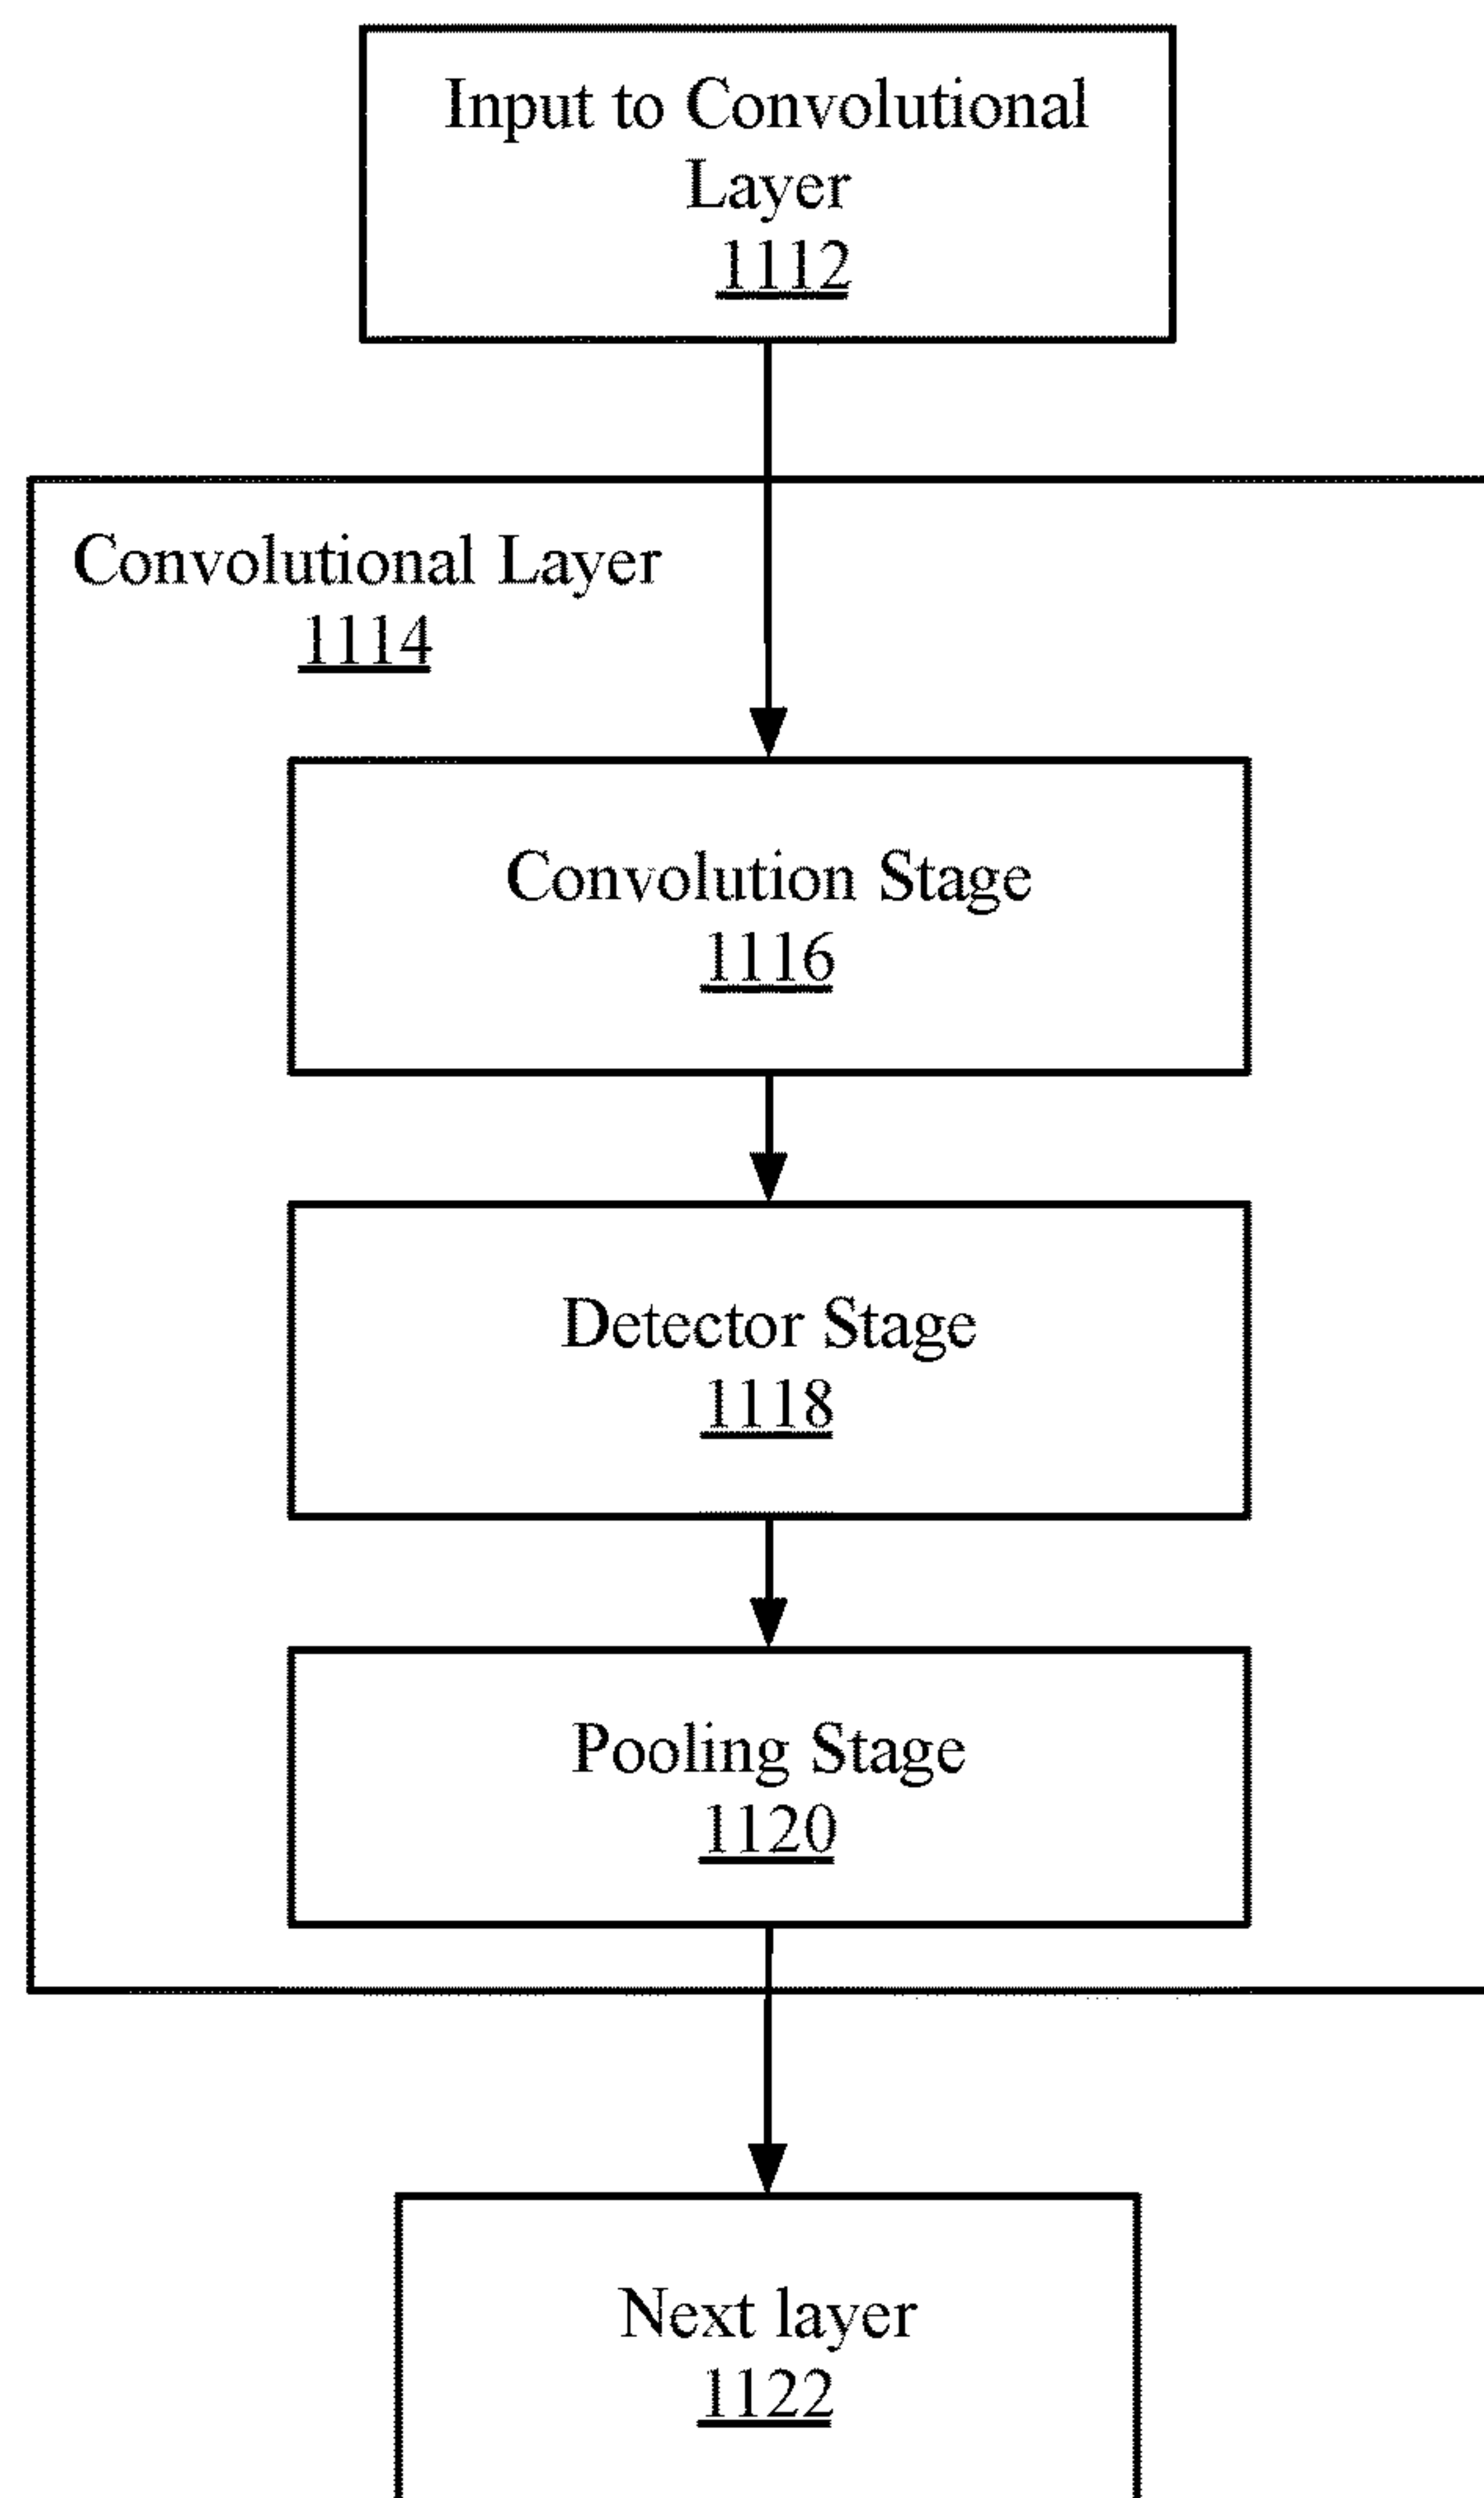 Input to Convolutional
Layer
1112
Convolutional Layer
1114
Convolution Stage
1116
Detector Stage
1118
Pooling Stage
1120
Next layer
1122